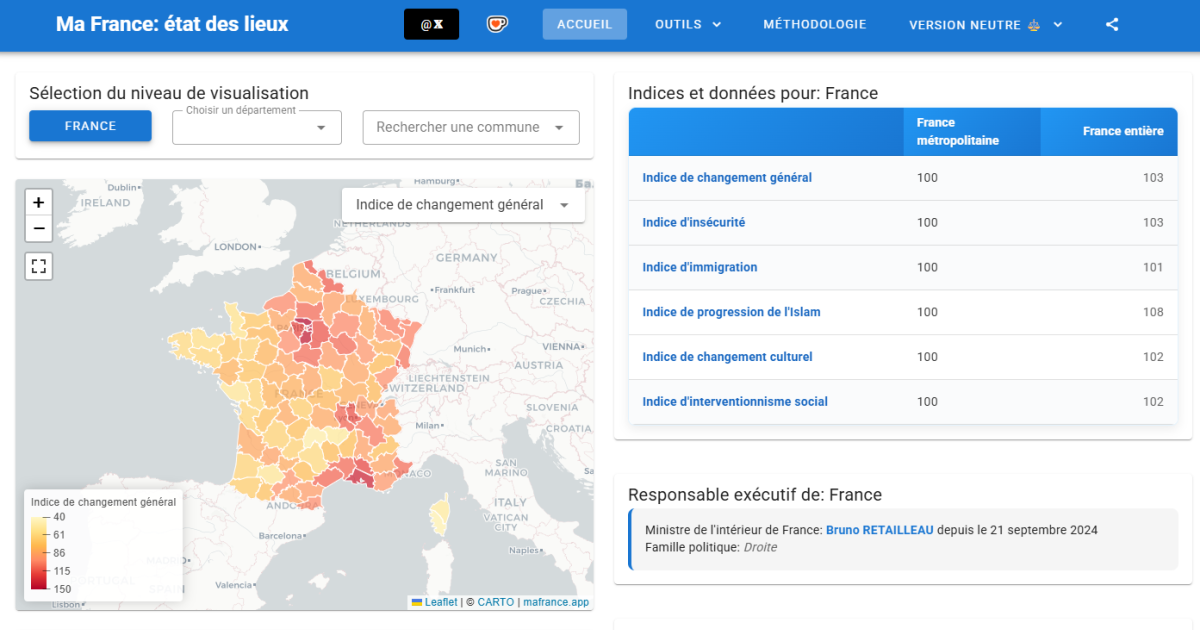 Ma France: état des lieux
@X
ACCUEIL
OUTILS
MÉTHODOLOGIE
VERSION NEUTRE
Sélection du niveau de visualisation
FRANCE
Choisir un département
Rechercher une commune
Indice de changement général
+
−
Dublin
IRELAND
Hamburg
NETHERLANDS
LONDON
GERMANY
BELGIUM
LUXEMBOURG
Frankfurt
Prague
CZECHIA
Munich
VIENNA
AUSTRIA
LIECHTENSTEIN
SWITZERLAND
FRANCE
SLOVENIA
Milan
CROATIA
SAN
MARINO
ITALY
VATICAN
CITY
Barcelona
Naples
MADRID
PORTUGAL
SPAIN
Valencia
Lisbon
Indice de changement général
40
61
86
115
150
Leaflet | © CARTO | mafrance.app
Indices et données pour: France
France
métropolitaine
France entière
Indice de changement général 100 103
Indice d'insécurité 100 103
Indice d'immigration 100 101
Indice de progression de l'Islam 100 108
Indice de changement culturel 100 102
Indice d'interventionnisme social 100 102
Responsable exécutif de: France
Ministre de l'intérieur de France: Bruno RETAILLEAU depuis le 21 septembre 2024
Famille politique: Droite